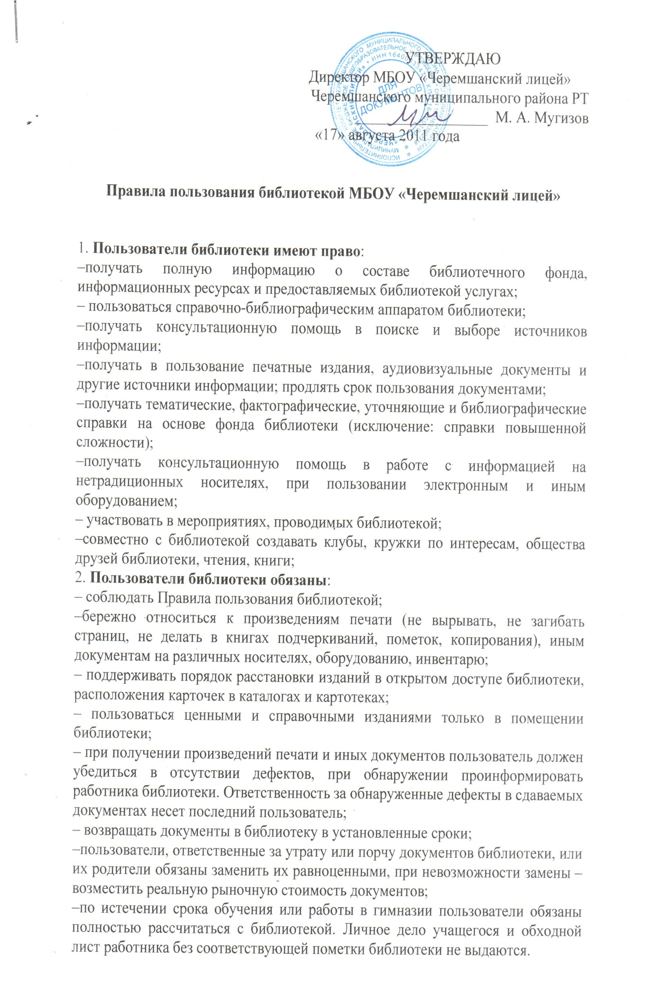 УТВЕРЖДАЮ
Директор МБОУ «Черемшанский лицей»
Черемшанского муниципального района РТ
М. А. Мугизов
«17» августа 2011 года
ДЛЯ
ДОКУМЕНТОВ
Правила пользования библиотекой МБОУ «Черемшанский лицей»
1. Пользователи библиотеки имеют право:
–получать полную информацию о составе библиотечного фонда,
информационных ресурсах и предоставляемых библиотекой услугах;
– пользоваться справочно-библиографическим аппаратом библиотеки;
–получать консультационную помощь в поиске и выборе источников
информации;
–получать в пользование печатные издания, аудиовизуальные документы и
другие источники информации; продлять срок пользования документами;
–получать тематические, фактографические, уточняющие и библиографические
справки на основе фонда библиотеки (исключение: справки повышенной
сложности);
–получать консультационную помощь в работе с информацией на
нетрадиционных носителях, при пользовании электронным и иным
оборудованием;
– участвовать в мероприятиях, проводимых библиотекой;
–совместно с библиотекой создавать клубы, кружки по интересам, общества
друзей библиотеки, чтения, книги;
2. Пользователи библиотеки обязаны:
– соблюдать Правила пользования библиотекой;
–бережно относиться к произведениям печати (не вырывать, не загибать
страниц, не делать в книгах подчеркиваний, пометок, копирования), иным
документам на различных носителях, оборудованию, инвентарю;
– поддерживать порядок расстановки изданий в открытом доступе библиотеки,
расположения карточек в каталогах и картотеках;
– пользоваться ценными и справочными изданиями только в помещении
библиотеки;
– при получении произведений печати и иных документов пользователь должен
убедиться в отсутствии дефектов, при обнаружении проинформировать
работника библиотеки. Ответственность за обнаруженные дефекты в сдаваемых
документах несет последний пользователь;
– возвращать документы в библиотеку в установленные сроки;
–пользователи, ответственные за утрату или порчу документов библиотеки, или
их родители обязаны заменить их равноценными, при невозможности замены –
возместить реальную рыночную стоимость документов;
–по истечении срока обучения или работы в гимназии пользователи обязаны
полностью рассчитаться с библиотекой. Личное дело учащегося и обходной
лист работника без соответствующей пометки библиотеки не выдаются.